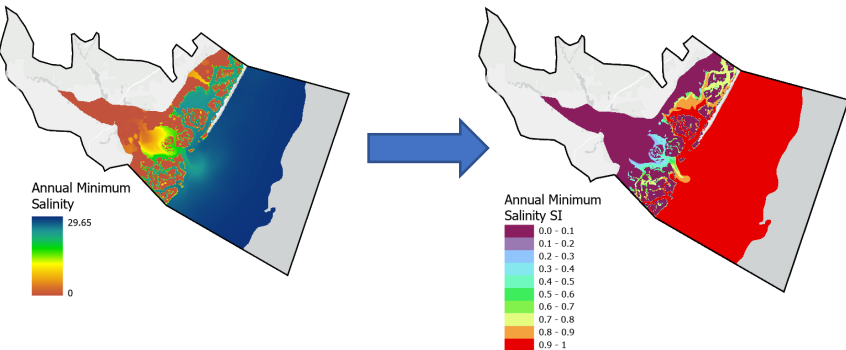 Annual Minimum
Salinity
29.65
0
Annual Minimum
Salinity SI
0.0 - 0.1
0.1 - 0.2
0.2 - 0.3
0.3 - 0.4
0.4 - 0.5
0.5 - 0.6
0.6 - 0.7
0.7 - 0.8
0.8 - 0.9
0.9 - 1